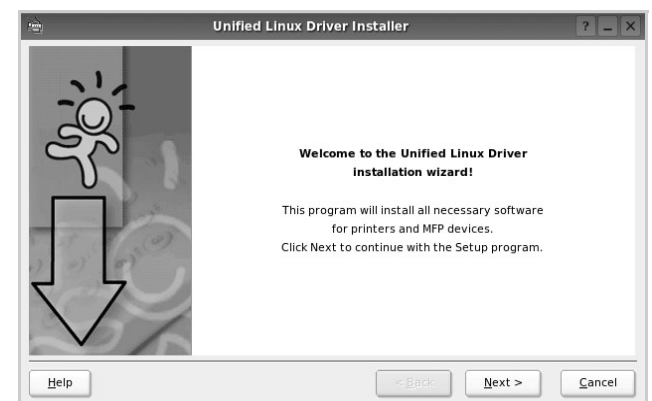 Unified Linux Driver Installer
Welcome to the Unified Linux Driver
installation wizard!
This program will install all necessary software
for printers and MFP devices.
Click Next to continue with the Setup program.
Help
< Back
Next >
Cancel